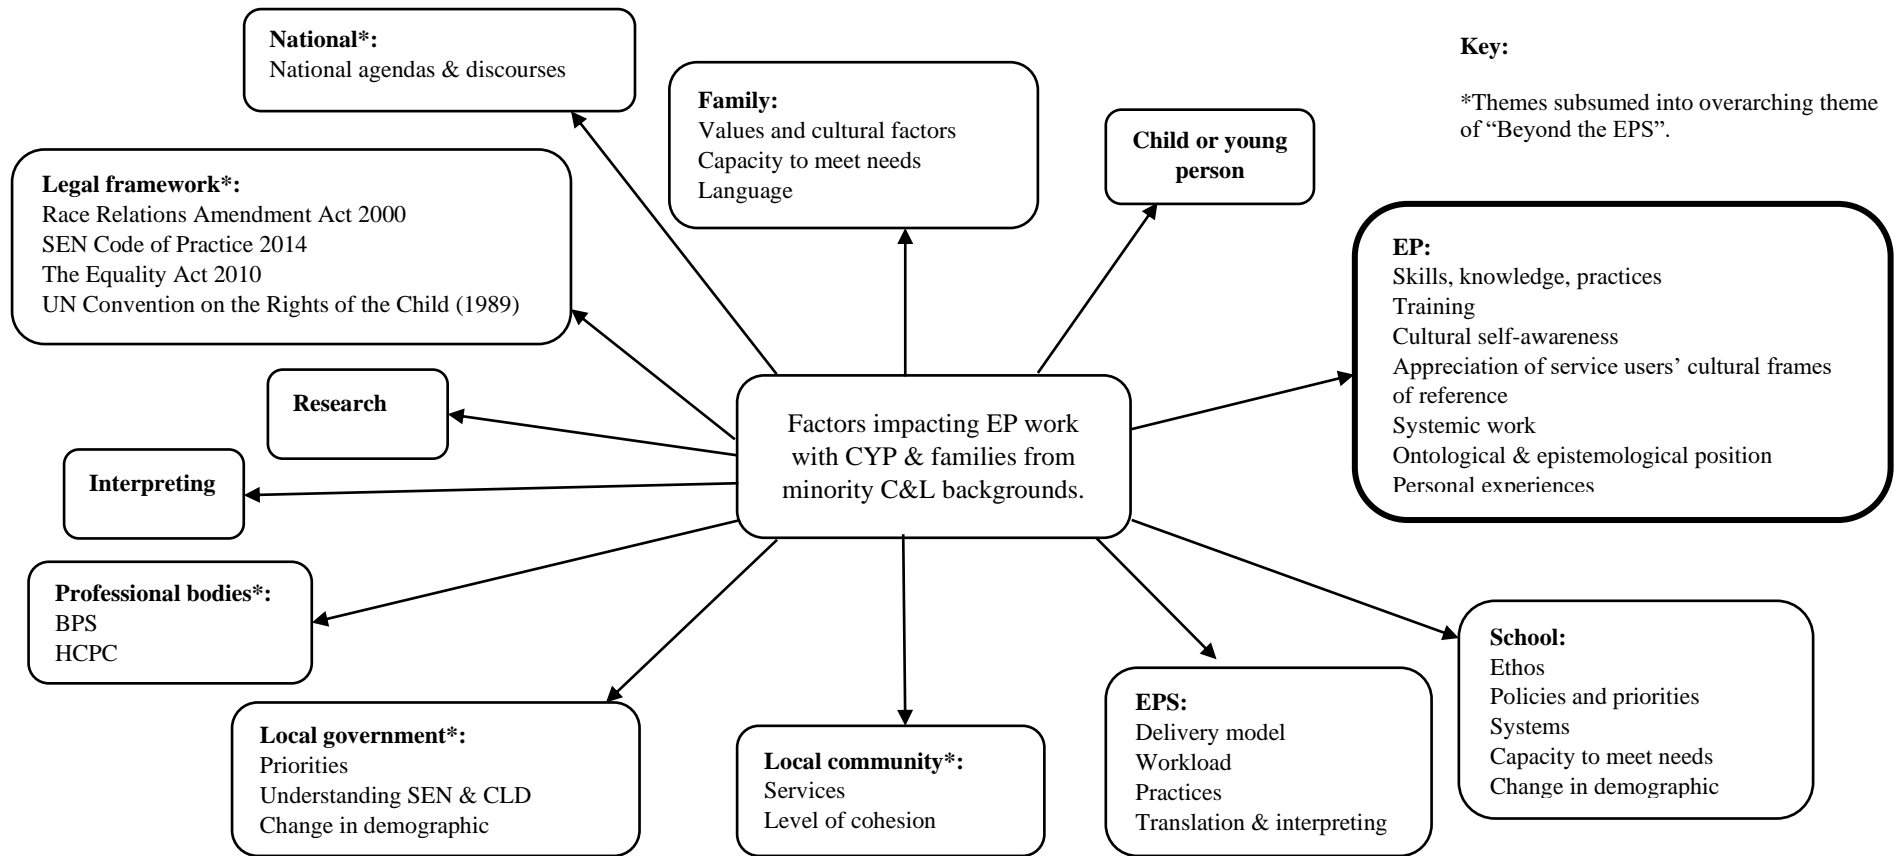 National*:
National agendas & discourses
Family:
Values and cultural factors
Capacity to meet needs
Language
Child or young
person
Key:
*Themes subsumed into overarching theme
of “Beyond the EPS”.
Legal framework*:
Race Relations Amendment Act 2000
SEN Code of Practice 2014
The Equality Act 2010
UN Convention on the Rights of the Child (1989)
EP:
Skills, knowledge, practices
Training
Cultural self-awareness
Appreciation of service users’ cultural frames
of reference
Systemic work
Ontological & epistemological position
Personal experiences
Research
Interpreting
Factors impacting EP work
with CYP & families from
minority C&L backgrounds.
Professional bodies*:
BPS
HCPC
Local government*:
Priorities
Understanding SEN & CLD
Change in demographic
Local community*:
Services
Level of cohesion
EPS:
Delivery model
Workload
Practices
Translation & interpreting
School:
Ethos
Policies and priorities
Systems
Capacity to meet needs
Change in demographic